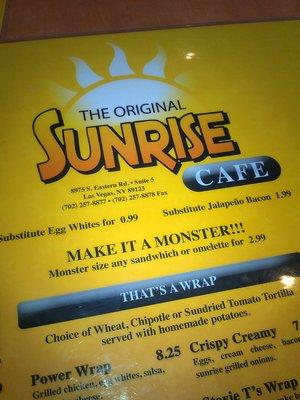 THE ORIGINAL
SUNRISE
CAFE
8975 S. Eastern Rd. • Suite 5
Las Vegas, NV 89123
(702) 257-8877 • (702) 257-8878 Fax
Substitute Egg Whites for 0.99
Substitute Jalapeño Bacon 1.99
MAKE IT A MONSTER!!!
Monster size any sandwhich or omelette for 2.99
THAT'S A WRAP
Choice of Wheat, Chipotle or Sundried Tomato Tortilla
served with homemade potatoes.
Power Wrap 8.25
Grilled chicken, egg whites, salsa,
Crispy Creamy
Eggs, cream cheese,
sunrise grilled onions.
T's Wrap